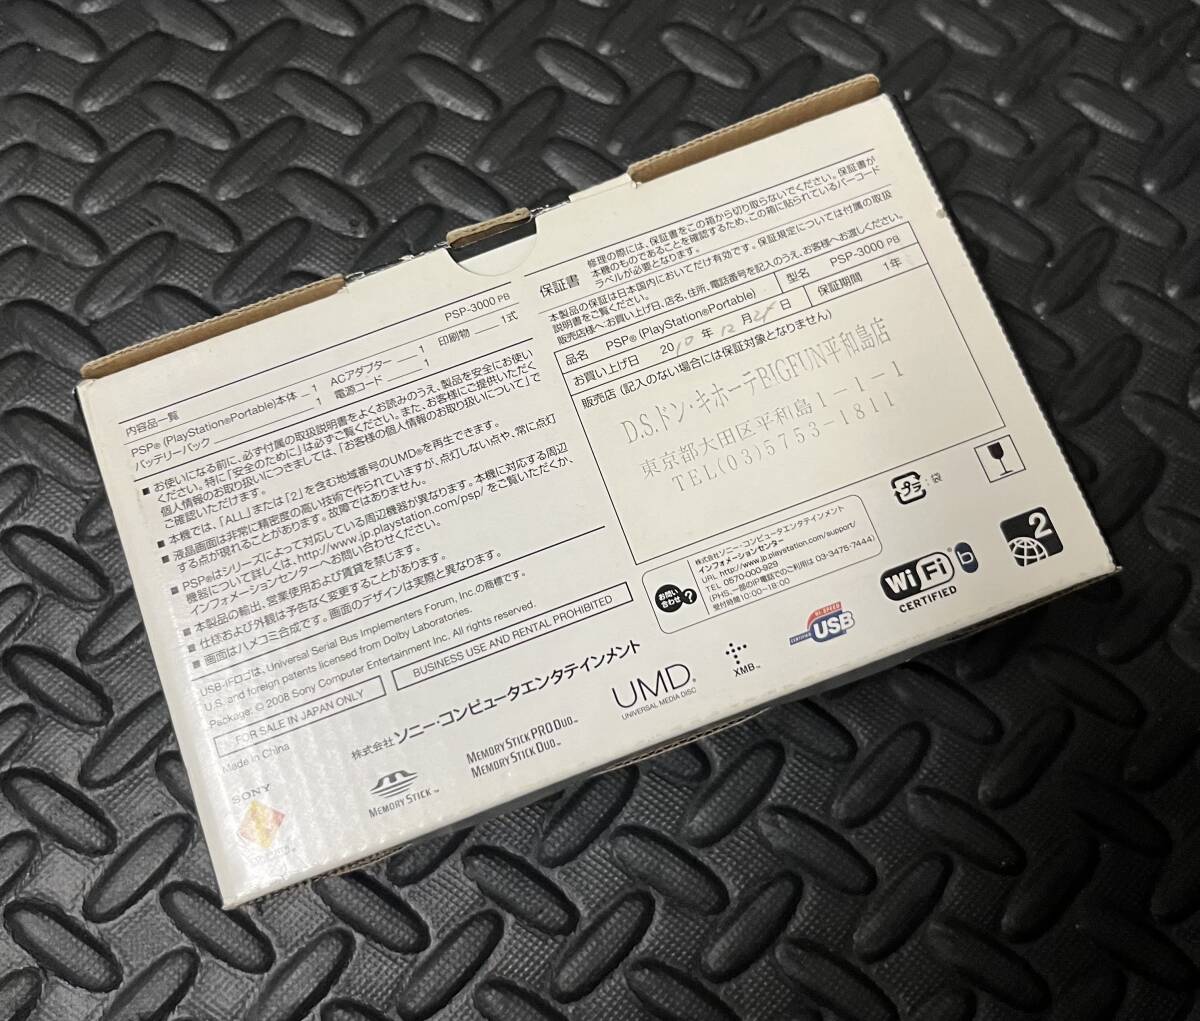 PSP-3000 PB
内容品一覧
PSP® (PlayStation®Portable)本体 — 1
ACアダプター — 1
印刷物 — 1式
バッテリーパック — 1
電源コード — 1
■ お使いになる前に、必ず付属の取扱説明書をよくお読みのうえ、製品を安全にお使い
ください。特に「安全のために」は必ずご覧ください。また、お客様にご提供いただく
個人情報のお取り扱いにつきましては、「お客様の個人情報のお取り扱いについて」で
ご確認いただけます。
■ 本機では、「ALL」または「2」を含む地域番号のUMD®を再生できます。
■ 液晶画面は非常に精密度の高い技術で作られていますが、点灯しない点や、常に点灯
する点が現れることがあります。故障ではありません。
■ PSP®はシリーズによって対応している周辺機器が異なります。本機に対応する周辺
機器について詳しくは、http://www.jp.playstation.com/psp/ をご覧いただくか、
インフォメーションセンターへお問い合わせください。
■ 本製品の輸出、営業使用および賃貸を禁じます。
■ 仕様および外観は予告なく変更することがあります。
■ 画面はハメコミ合成です。画面のデザインは実際と異なります。
USB-IFロゴは、Universal Serial Bus Implementers Forum, Inc.の商標です。
U.S. and foreign patents licensed from Dolby Laboratories.
Package: © 2008 Sony Computer Entertainment Inc. All rights reserved.
FOR SALE IN JAPAN ONLY
BUSINESS USE AND RENTAL PROHIBITED
Made in China
株式会社 ソニー・コンピュータエンタテインメント
SONY
MEMORY STICK™
MEMORY STICK PRO DUO™
MEMORY STICK DUO™
UMD®
UNIVERSAL MEDIA DISC
XMB™
CERTIFIED
HI-SPEED
USB
Wi Fi
CERTIFIED
b
2
保証書
修理の際には、保証書をこの箱から切り取らないでください。保証書が
本機のものであることを確認するため、この箱に貼られているバーコード
ラベルが必要となります。
本製品の保証は日本国内においてだけ有効です。保証規定については付属の取扱
説明書をご覧ください。
販売店様へ:お買い上げ日、店名、住所、電話番号を記入のうえ、お客様へお渡しください。
品名 PSP® (PlayStation®Portable)
型名 PSP-3000 PB
お買い上げ日 2010 年 12 月 日
保証期間 1年
販売店 (記入のない場合には保証対象となりません)
D.S.ドン・キホーテBIGFUN平和島店
東京都大田区平和島1-1-1
TEL(03)5753-1811
プラ :袋
お問い合わせ ?
株式会社ソニー・コンピュータエンタテインメント
インフォメーションセンター
URL http://www.jp.playstation.com/support/
TEL 0570-000-929
(PHS、一部のIP電話でのご利用は 03-3475-7444)
受付時間 10:00~18:00